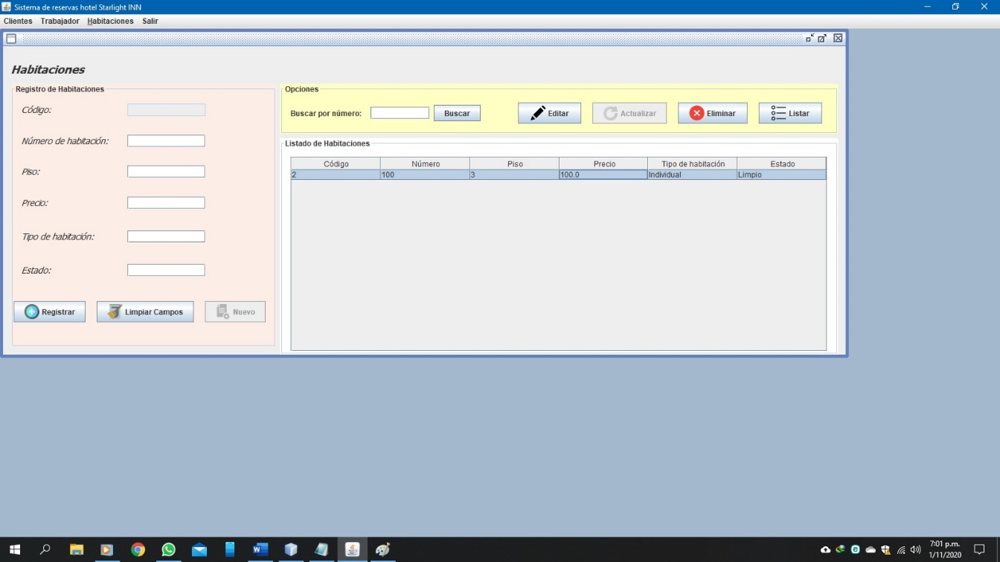 Sistema de reservas hotel Starlight INN
Clientes Trabajador Habitaciones Salir
Habitaciones
Registro de Habitaciones
Código:
Número de habitación:
Piso:
Precio:
Tipo de habitación:
Estado:
Registrar Limpiar Campos Nuevo
Opciones
Buscar por número: Buscar Editar Actualizar Eliminar Listar
Listado de Habitaciones
Código Número Piso Precio Tipo de habitación Estado
2 100 3 100.0 Individual Limpio
7:01 p.m.
1/11/2020